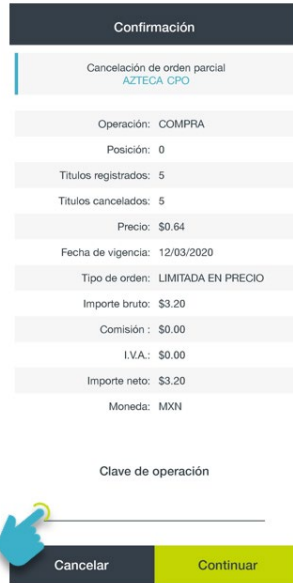 Confirmación
Cancelación de orden parcial
AZTECA CPO
Operación: COMPRA
Posición: 0
Titulos registrados: 5
Titulos cancelados: 5
Precio: $0.64
Fecha de vigencia: 12/03/2020
Tipo de orden: LIMITADA EN PRECIO
Importe bruto: $3.20
Comisión : $0.00
I.V.A.: $0.00
Importe neto: $3.20
Moneda: MXN
Clave de operación
Cancelar Continuar